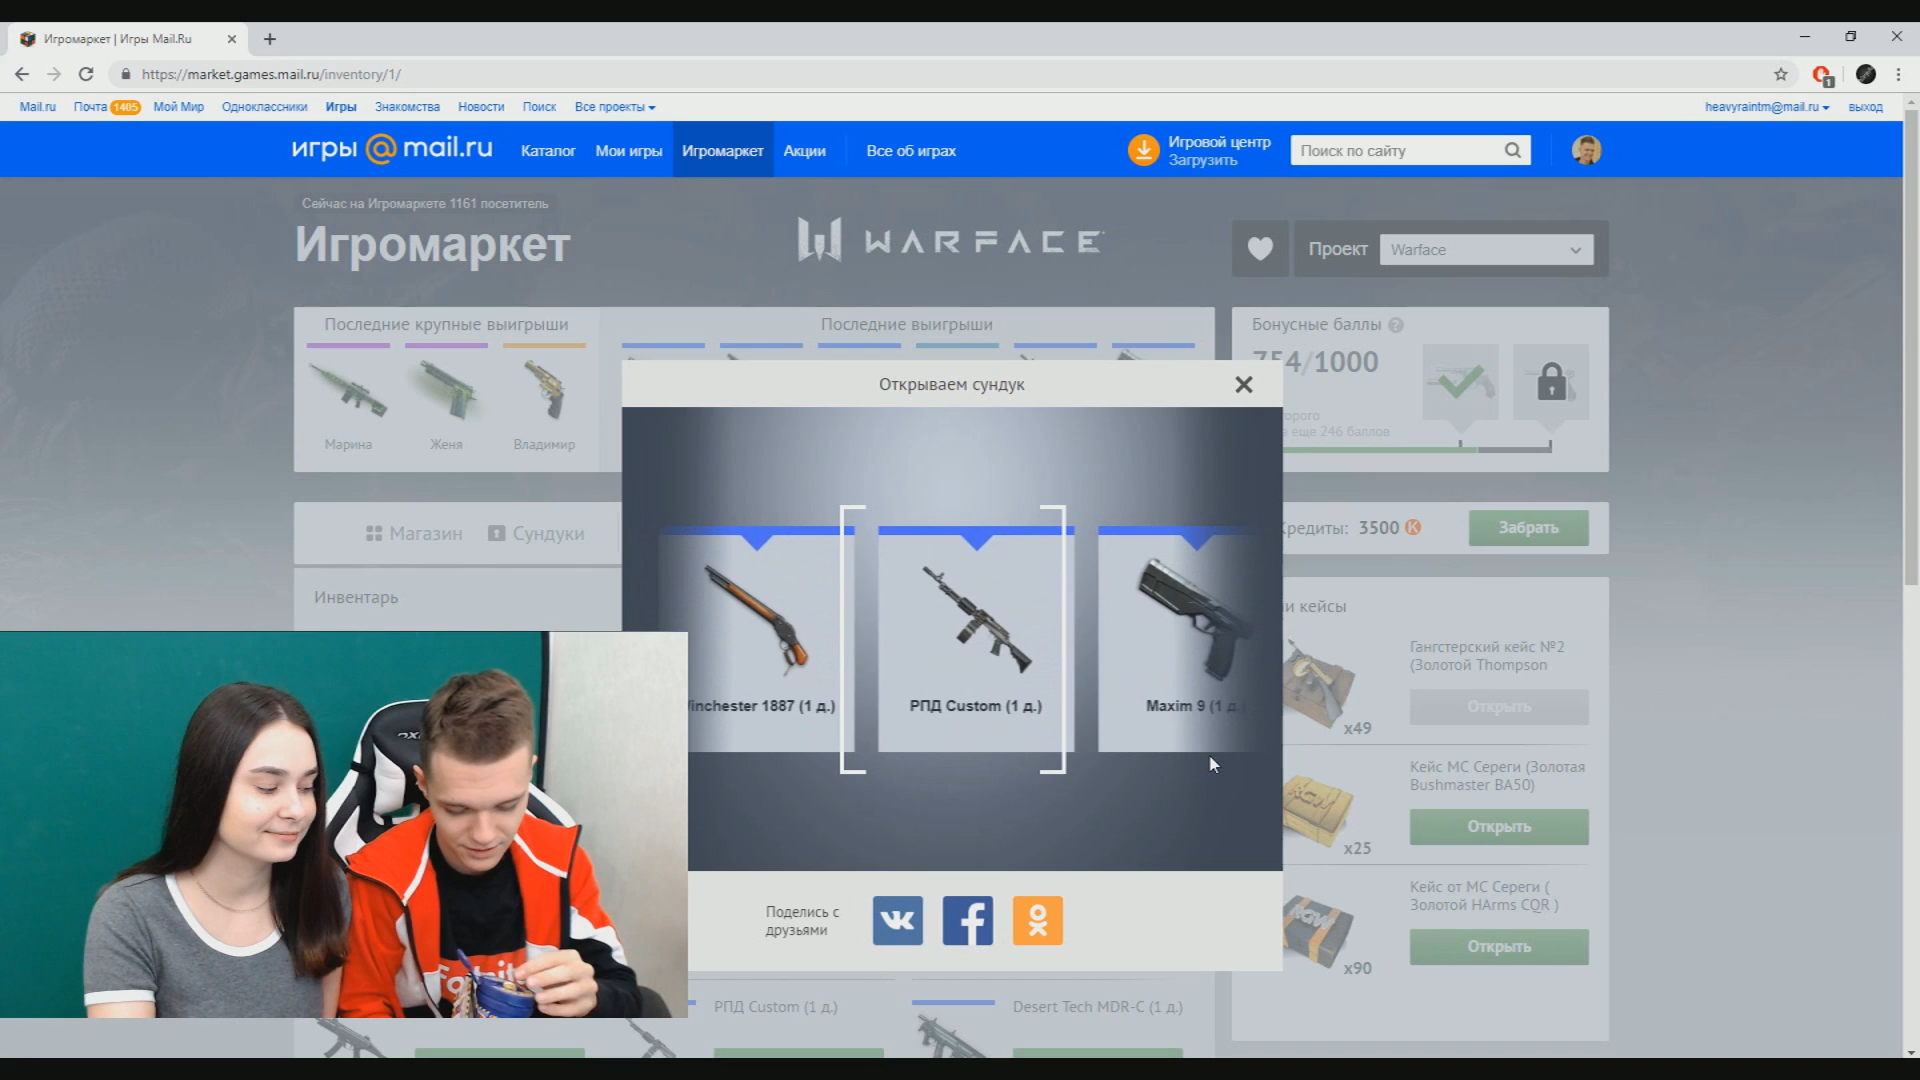 Игромаркет | Игры Mail.Ru
https://market.games.mail.ru/inventory/1/
1
Mail.ru Почта 1405 Мой Мир Одноклассники Игры Знакомства Новости Поиск Все проекты
heavyraintm@mail.ru выход
игры@mail.ru Каталог Мои игры Игромаркет Акции Все об играх
Игровой центр
Загрузить
Поиск по сайту
Сейчас на Игромаркете 1161 посетитель
Игромаркет
WARFACE
Проект Warface
Последние крупные выигрыши
Последние выигрыши
Марина Женя Владимир
Бонусные баллы ?
754/1000
еще 246 баллов
Открываем сундук
Магазин Сундуки
Инвентарь
3500 K Забрать
кейсы
Winchester 1887 (1 д.)
РПД Custom (1 д.)
Maxim 9 (1 д.)
Гангстерский кейс №2
(Золотой Thompson
Открыть
x49
Кейс МС Сереги (Золотая
Bushmaster BA50)
Открыть
x25
Кейс от МС Сереги (
Золотой HArms CQR )
Открыть
x90
Поделись с
друзьями
РПД Custom (1 д.)
Desert Tech MDR-C (1 д.)